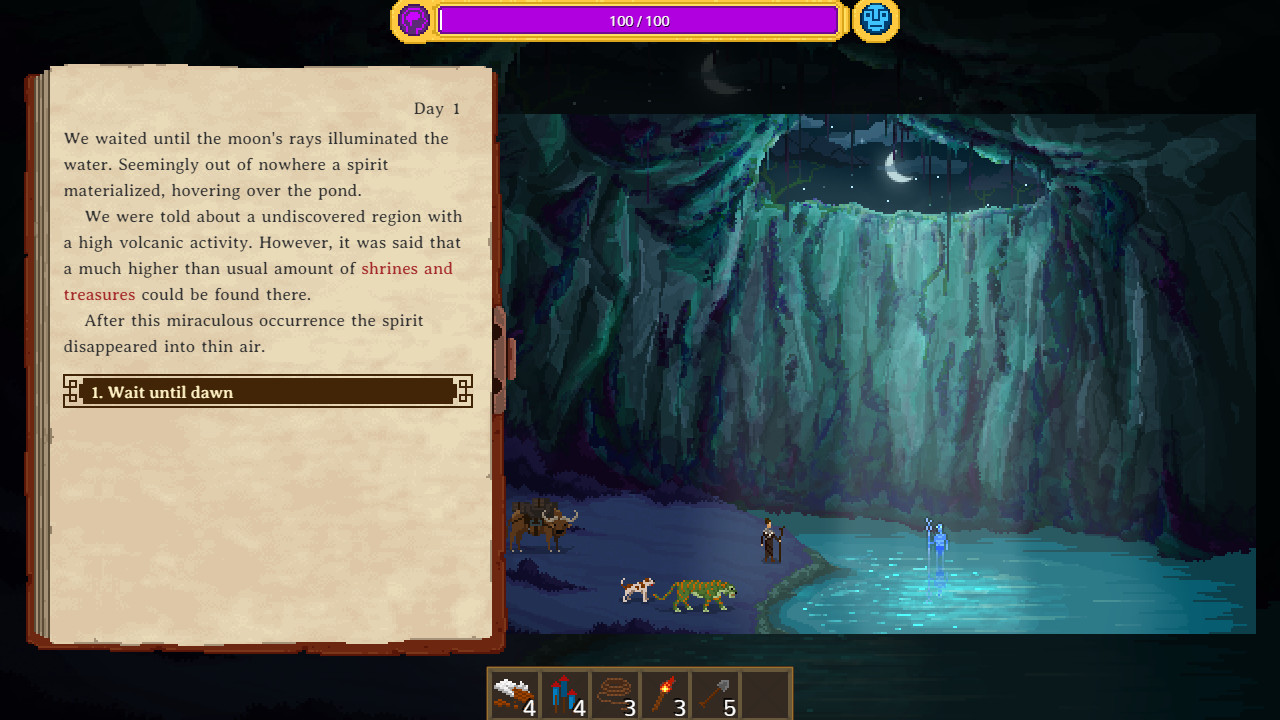 100 / 100
Day 1
We waited until the moon's rays illuminated the
water. Seemingly out of nowhere a spirit
materialized, hovering over the pond.
We were told about a undiscovered region with
a high volcanic activity. However, it was said that
a much higher than usual amount of shrines and
treasures could be found there.
After this miraculous occurrence the spirit
disappeared into thin air.
1. Wait until dawn
4 4 3 3 5